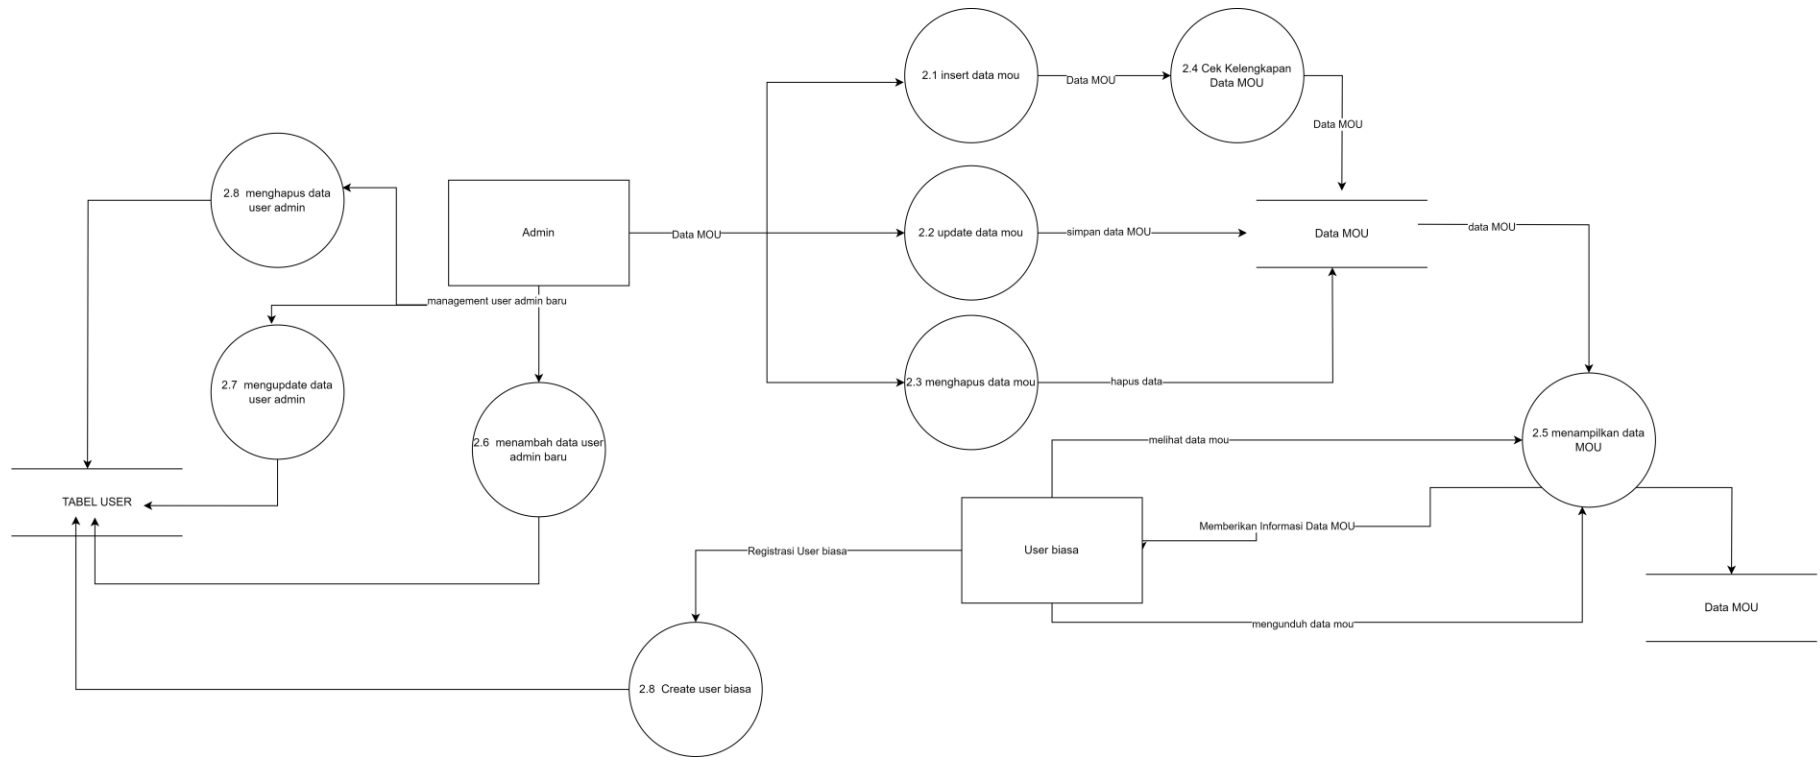 2.1 insert data mou
Data MOU
2.4 Cek Kelengkapan
Data MOU
Data MOU
2.8 menghapus data
user admin
Admin
Data MOU
2.2 update data mou
simpan data MOU
Data MOU
data MOU
management user admin baru
2.7 mengupdate data
user admin
2.3 menghapus data mou
hapus data
2.6 menambah data user
admin baru
melihat data mou
2.5 menampilkan data
MOU
TABEL USER
Memberikan Informasi Data MOU
Registrasi User biasa
User biasa
mengunduh data mou
Data MOU
2.8 Create user biasa